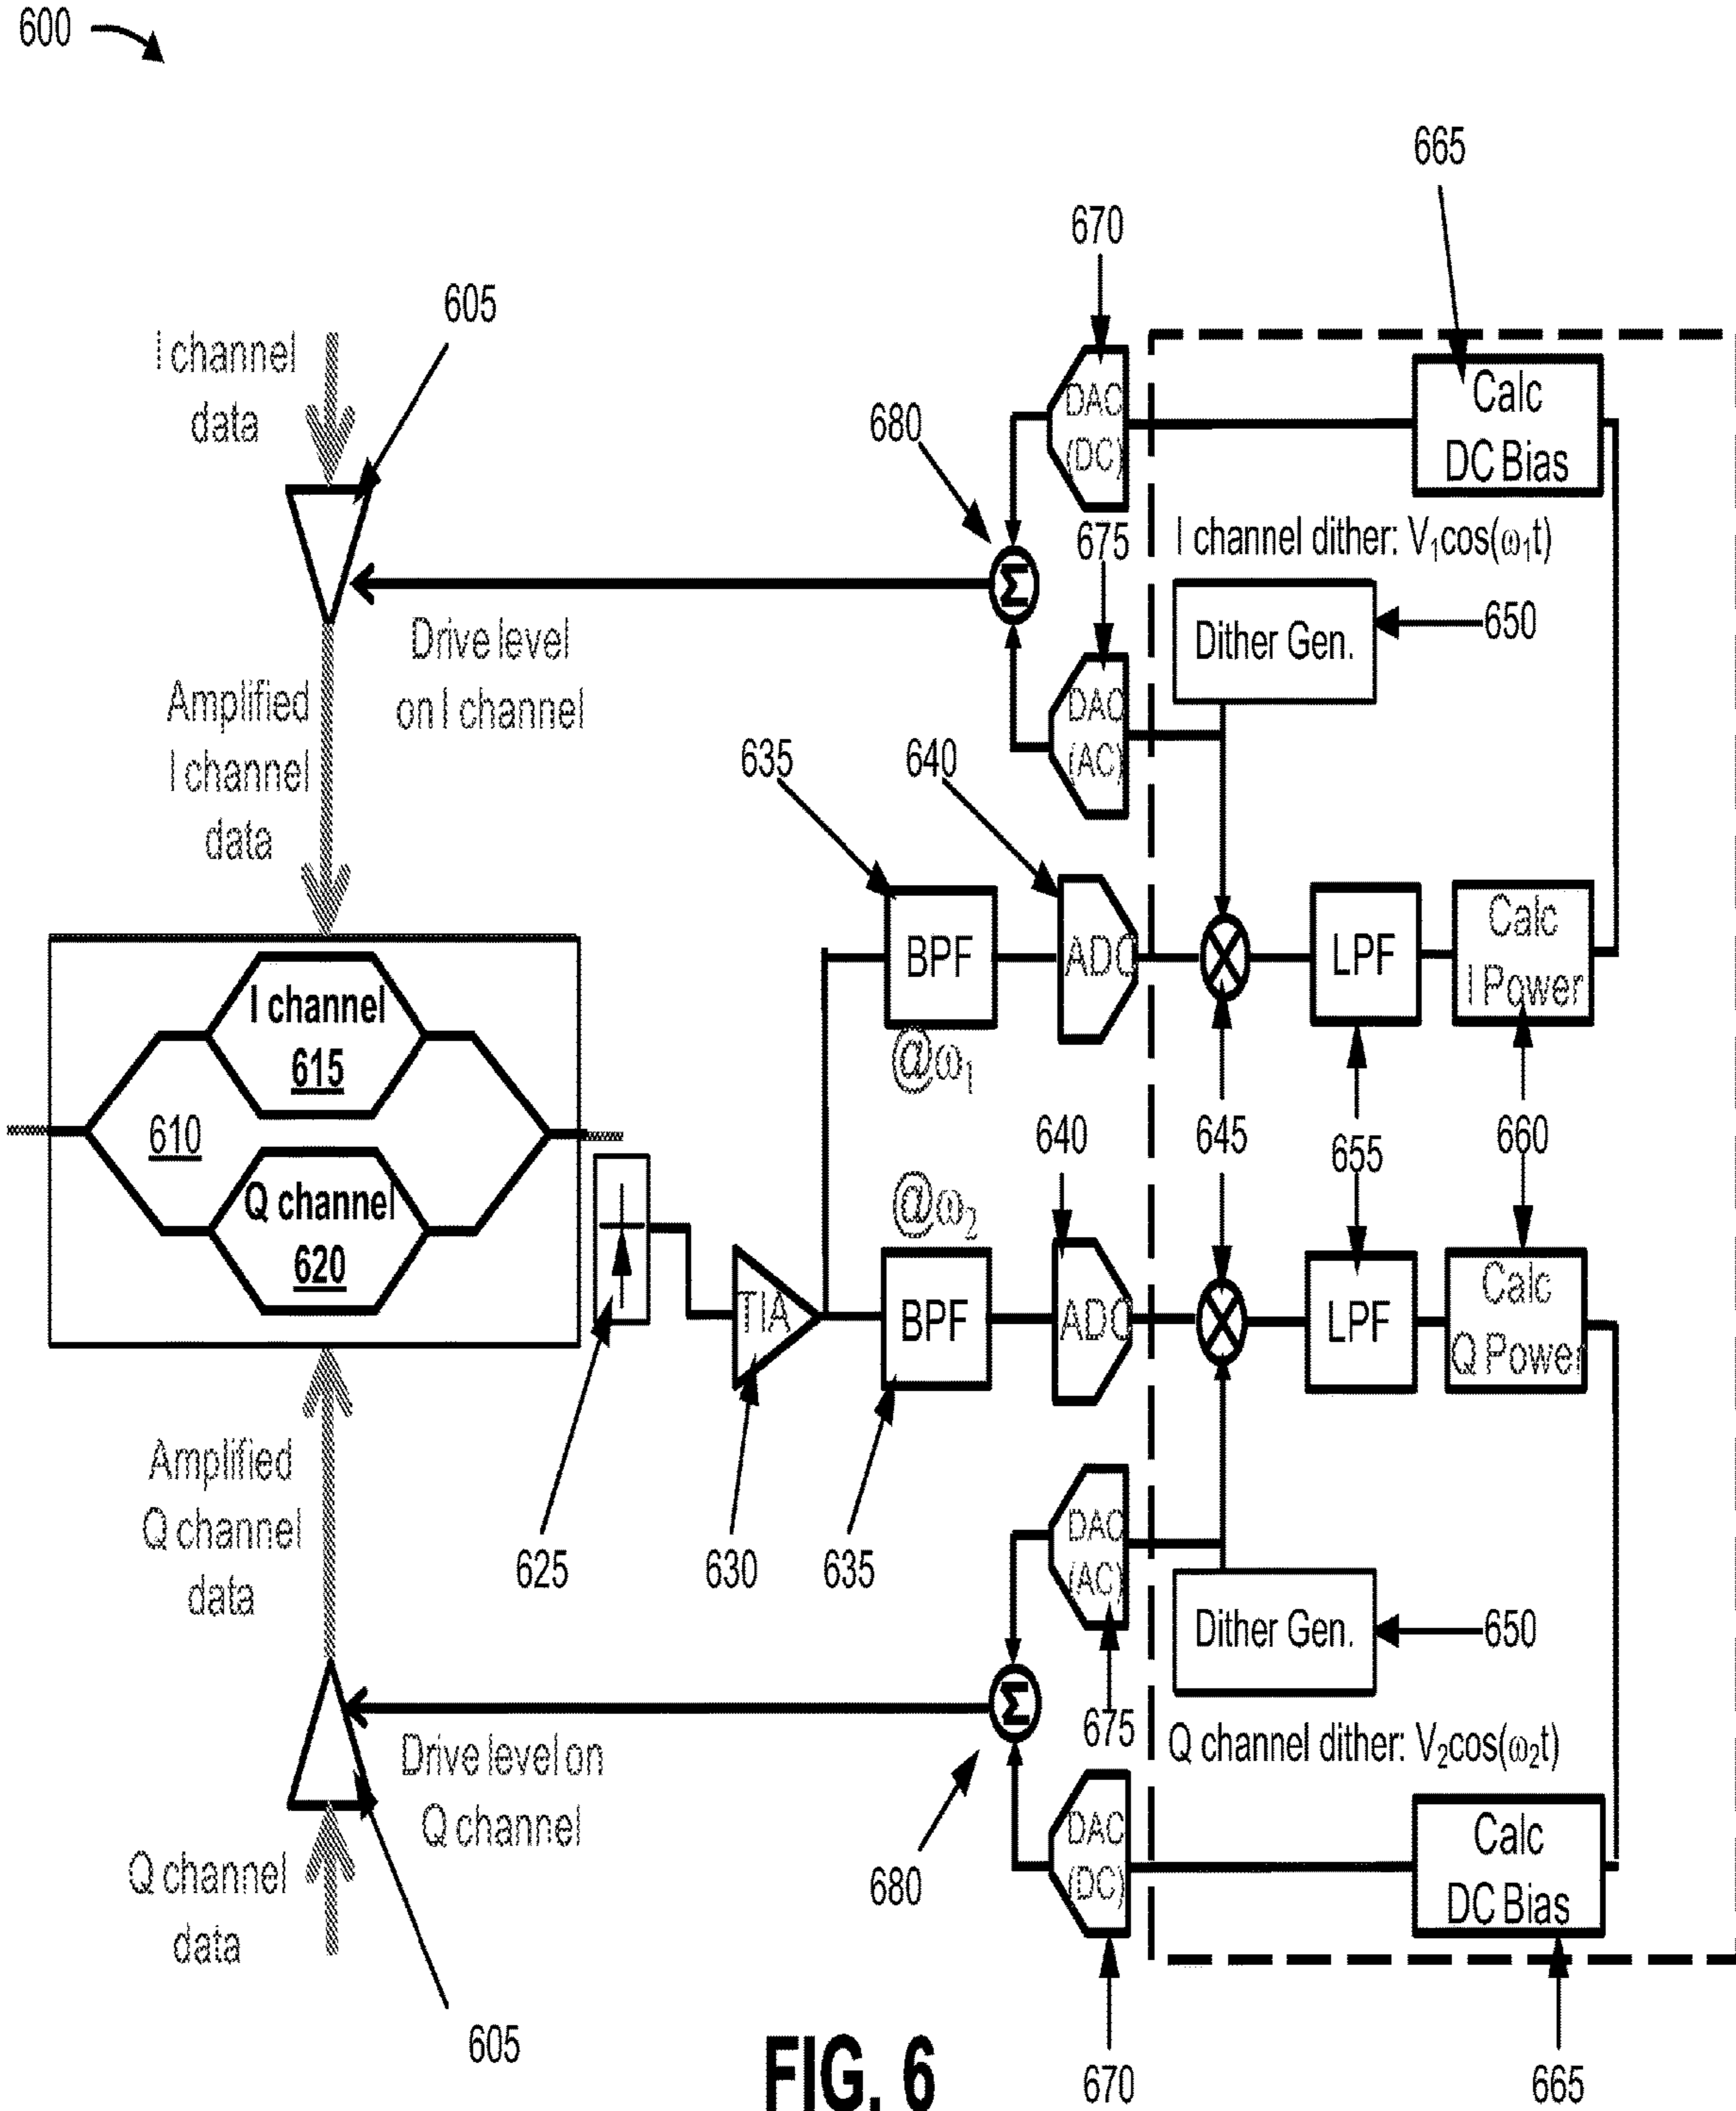 600
665
670
605
I channel
data
680
DAC
(DC)
Calc
DC Bias
675
I channel dither: V₁cos(ω₁t)
Σ
Dither Gen.
650
Drive level
on I channel
Amplified
I channel
data
DAC
(AC)
635
640
BPF
ADC
LPF
Calc
I Power
@ω₁
I channel
615
610
640
645
655
660
Q channel
620
@ω₂
TIA
BPF
ADC
LPF
Calc
Q Power
Amplified
Q channel
data
625
630
635
DAC
(AC)
Dither Gen.
650
Σ
675
Q channel dither: V₂cos(ω₂t)
Drive level on
Q channel
DAC
(DC)
Calc
DC Bias
680
Q channel
data
605
670
665
FIG. 6